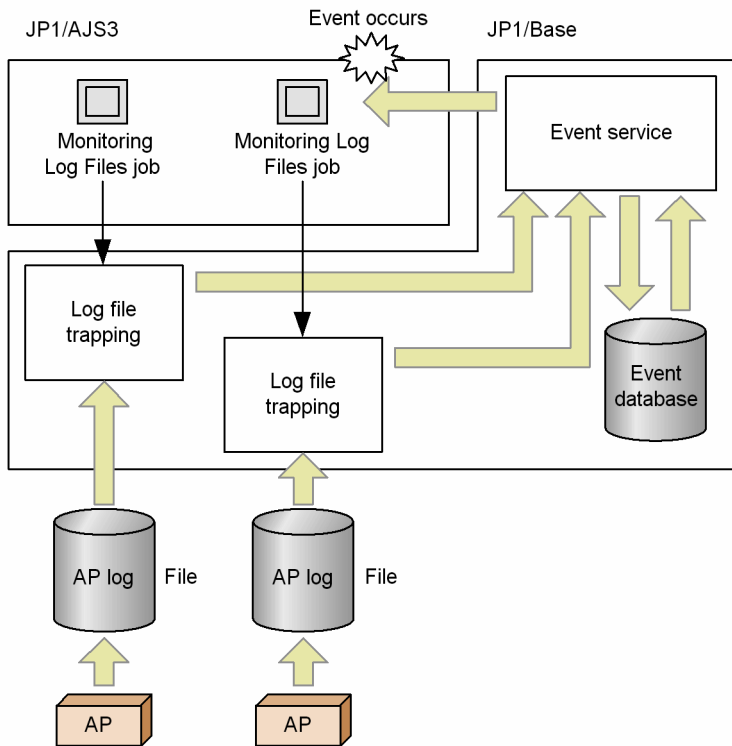 Event occurs
JP1/AJS3
JP1/Base
Monitoring
Log Files job
Monitoring Log
Files job
Event service
Log file
trapping
Log file
trapping
Event
database
AP log
File
AP log
File
AP
AP